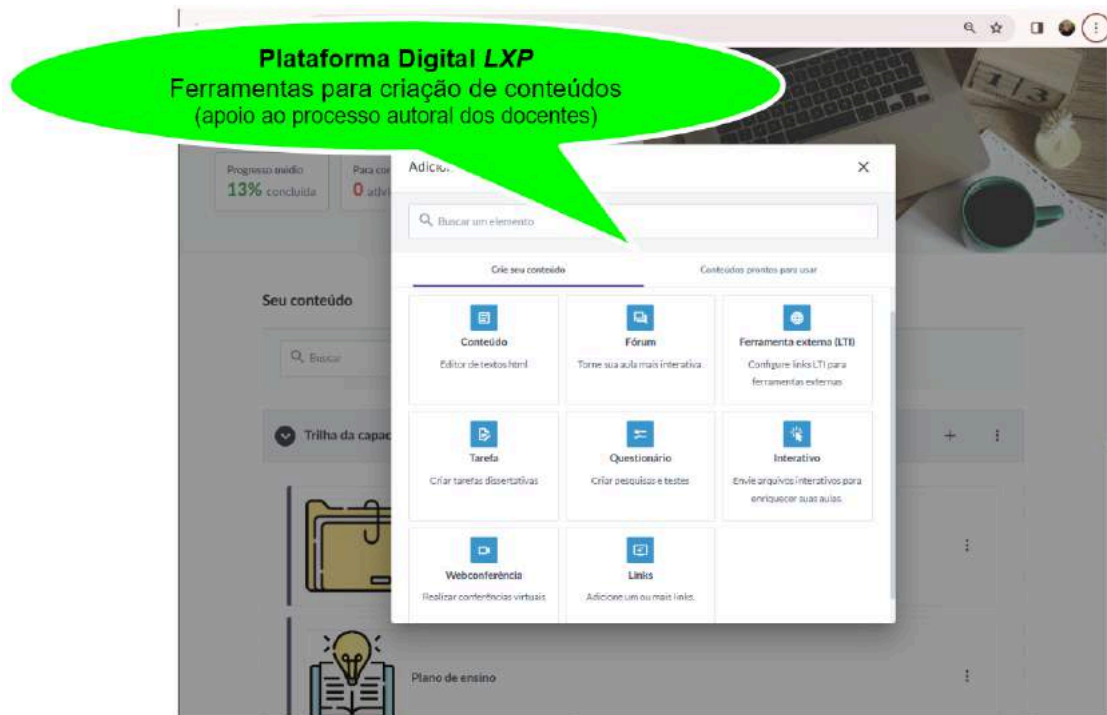 Plataforma Digital LXP
Ferramentas para criação de conteúdos
(apoio ao processo autoral dos docentes)
Progresso médio
13% concluída
Para
0
Buscar um elemento
Crie seu conteúdo
Conteúdos prontos para usar
Seu conteúdo
Buscar
Conteúdo
Editor de textos html
Fórum
Torne sua aula mais interativa
Ferramenta externa (LTI)
Configure links LTI para
ferramentas externas
Trilha da capac
Tarefa
Criar tarefas dissertativas
Questionário
Criar pesquisas e testes
Interativo
Envie arquivos interativos para
enriquecer suas aulas.
Webconferência
Realizar conferências virtuais
Links
Adicione um ou mais links.
Plano de ensino
13